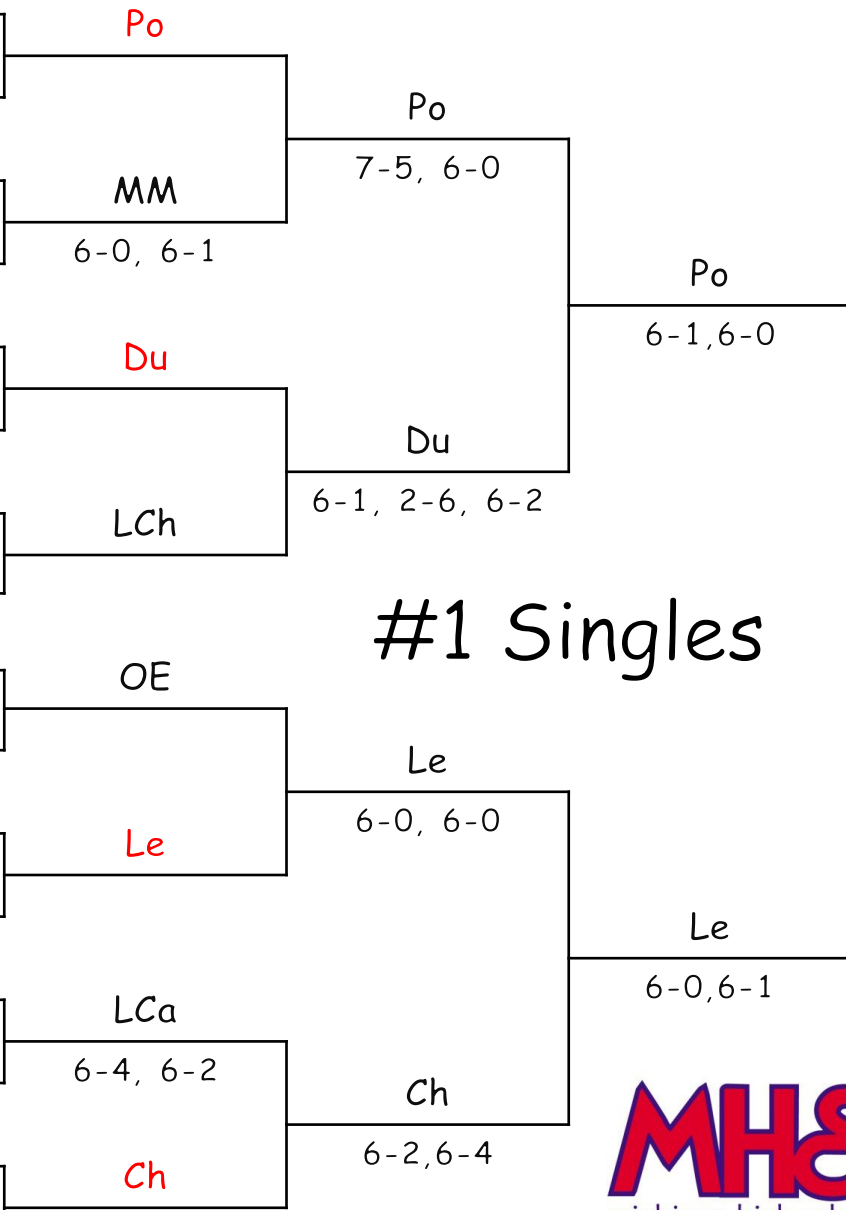 Po
Po
7-5, 6-0
MM
6-0, 6-1
Po
6-1,6-0
Du
Du
6-1, 2-6, 6-2
LCh
#1 Singles
OE
Le
6-0, 6-0
Le
Le
6-0,6-1
LCa
6-4, 6-2
Ch
6-2,6-4
Ch
MH